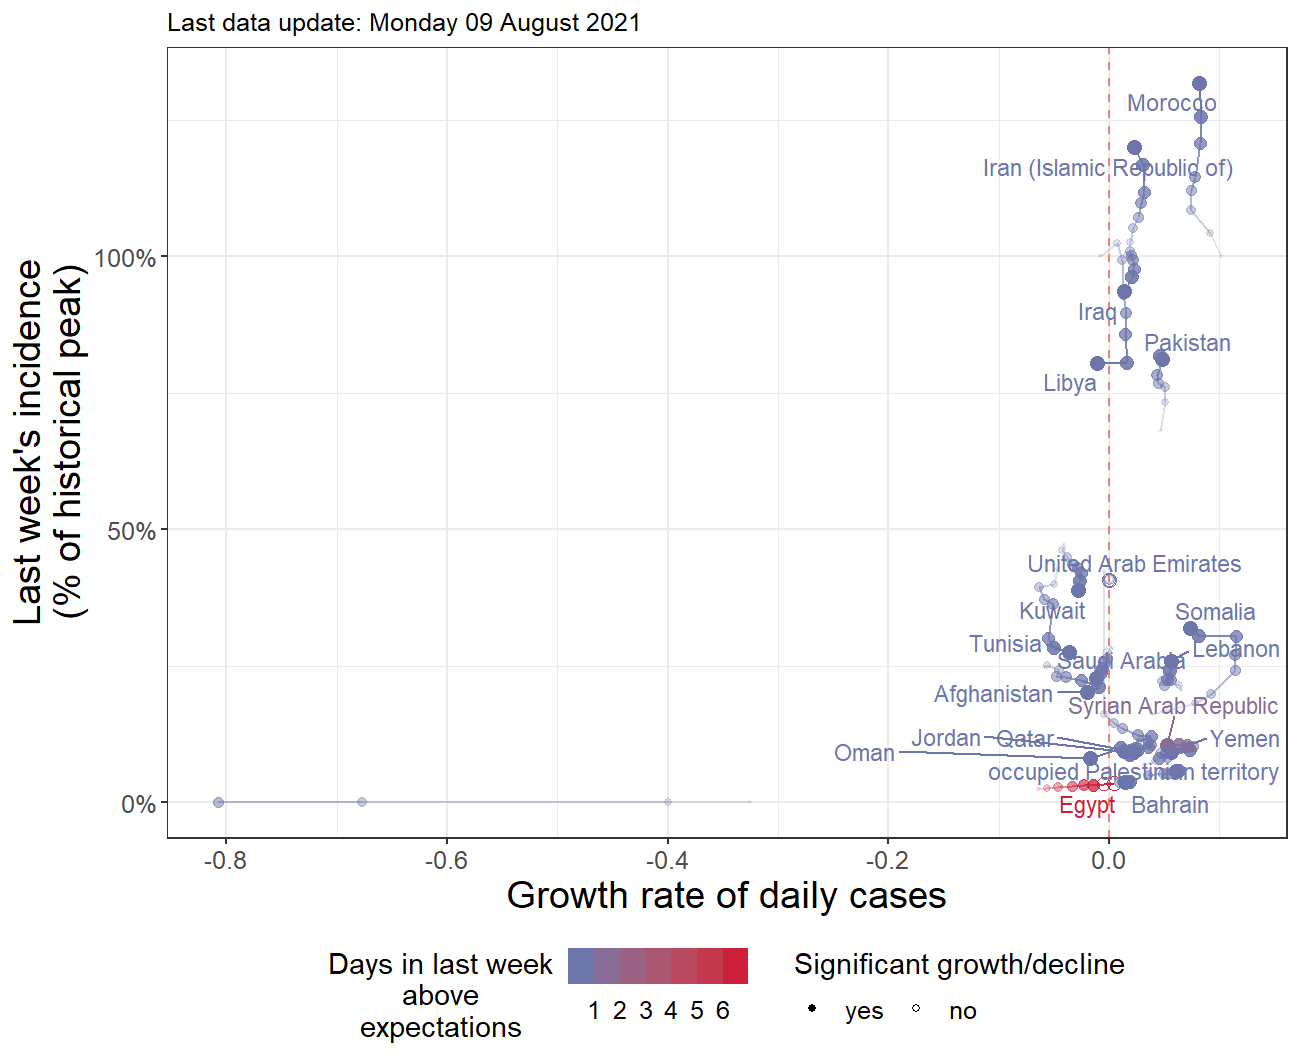 Last data update: Monday 09 August 2021
Last week's incidence
(% of historical peak)
100%
50%
0%
Morocco
Iran (Islamic Republic of)
Iraq
Pakistan
Libya
United Arab Emirates
Kuwait
Somalia
Tunisia
Lebanon
Saudi Arabia
Afghanistan
Syrian Arab Republic
Jordan
Qatar
Yemen
Oman
occupied Palestinian territory
Egypt
Bahrain
-0.8
-0.6
-0.4
-0.2
0.0
Growth rate of daily cases
Days in last week
above
expectations
1 2 3 4 5 6
Significant growth/decline
yes
no